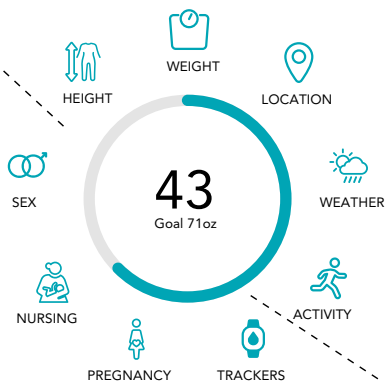 WEIGHT
HEIGHT
LOCATION
43
Goal 71oz
SEX
WEATHER
NURSING
ACTIVITY
PREGNANCY
TRACKERS